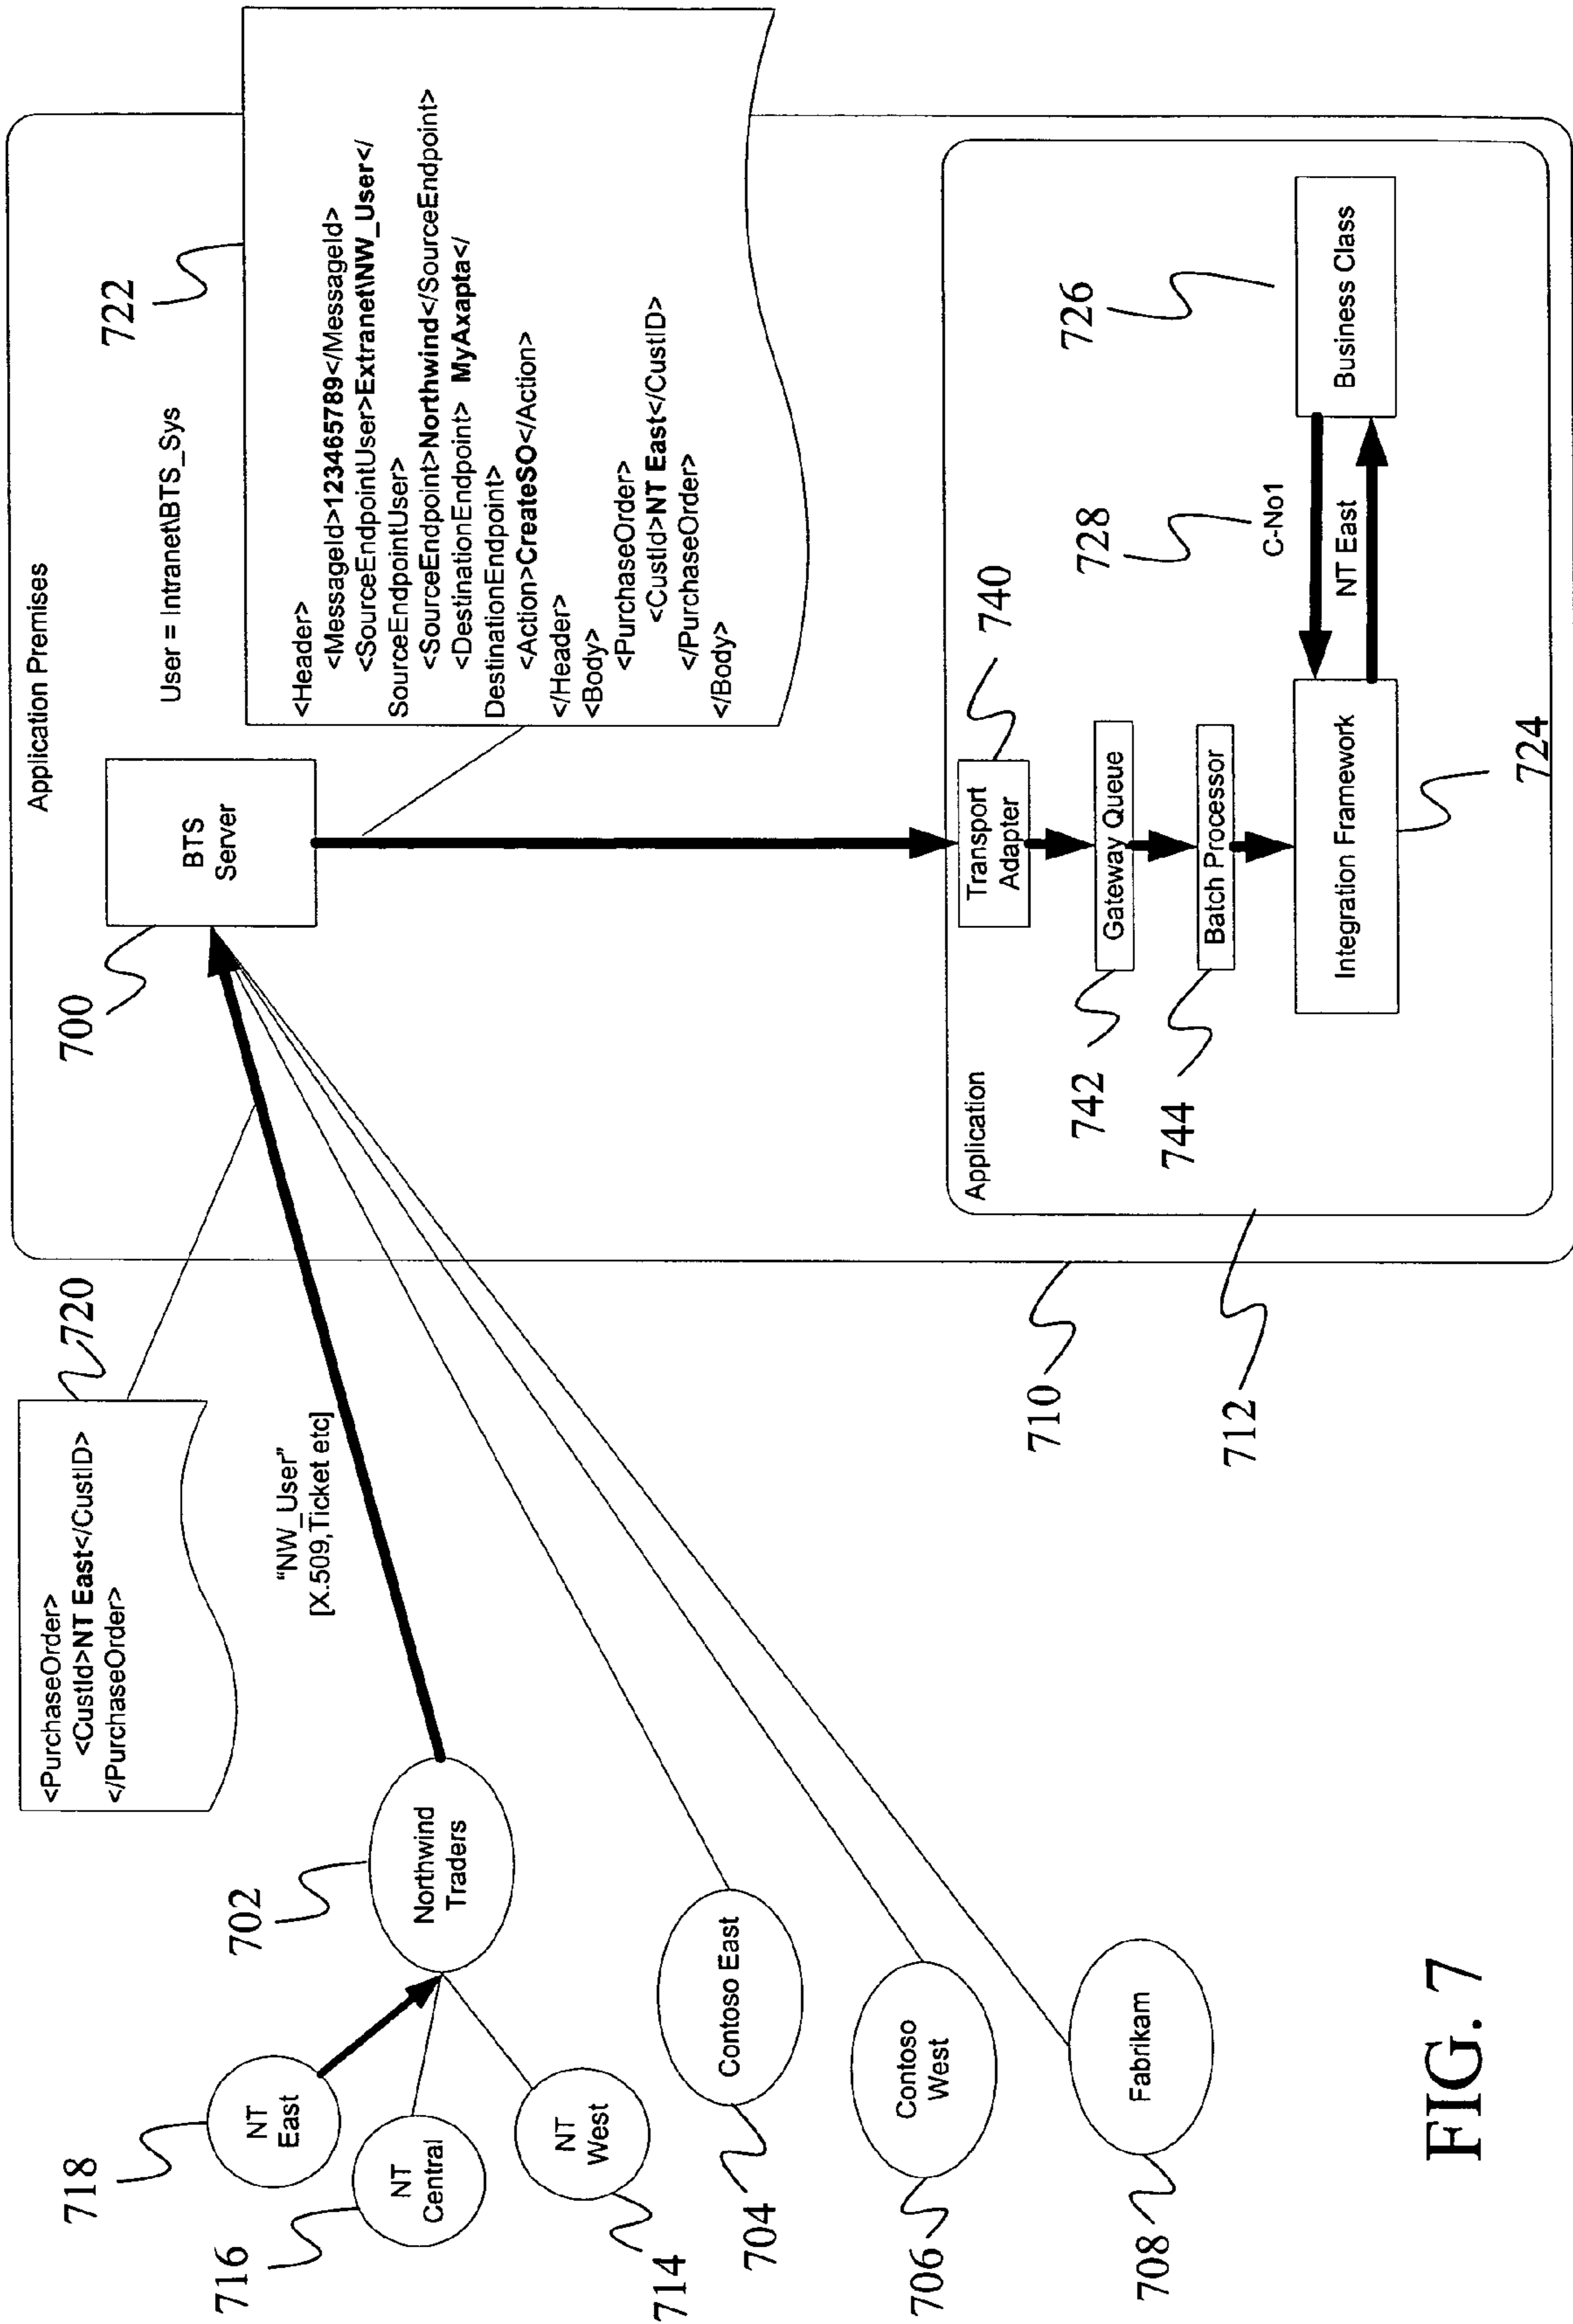 Application Premises
BTS
Server
User = Intranet\BTS_Sys
700
722
<Header>
<MessageId>123465789</MessageId>
<SourceEndpointUser>Extranet\NW_User</
SourceEndpointUser>
<SourceEndpoint>Northwind</SourceEndpoint>
<DestinationEndpoint> MyAxapta</
DestinationEndpoint>
<Action>CreateSO</Action>
</Header>
<Body>
<PurchaseOrder>
<CustId>NT East</CustID>
</PurchaseOrder>
</Body>
720
<PurchaseOrder>
<CustId>NT East</CustID>
</PurchaseOrder>
"NW_User"
[X.509,Ticket etc]
702
Northwind
Traders
718
NT
East
716
NT
Central
714
NT
West
704
Contoso East
706
Contoso
West
708
Fabrikam
710
712
Application
740
Transport
Adapter
742
Gateway Queue
744
Batch Processor
Integration Framework
724
728
C-No1
NT East
726
Business Class
FIG. 7